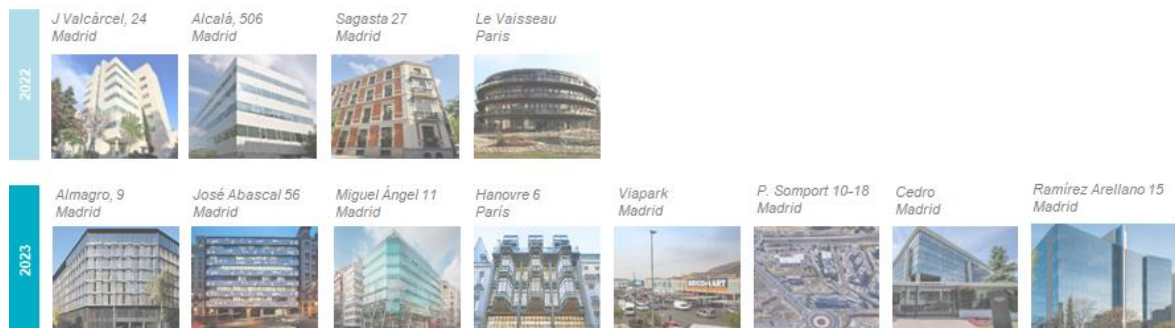 J Valcárcel, 24
Madrid
Alcalá, 506
Madrid
Sagasta 27
Madrid
Le Vaisseau
Paris
2022
Almagro, 9
Madrid
José Abascal 56
Madrid
Miguel Ángel 11
Madrid
Hanovre 6
París
Viapark
Madrid
P. Somport 10-18
Madrid
Cedro
Madrid
Ramírez Arellano 15
Madrid
2023